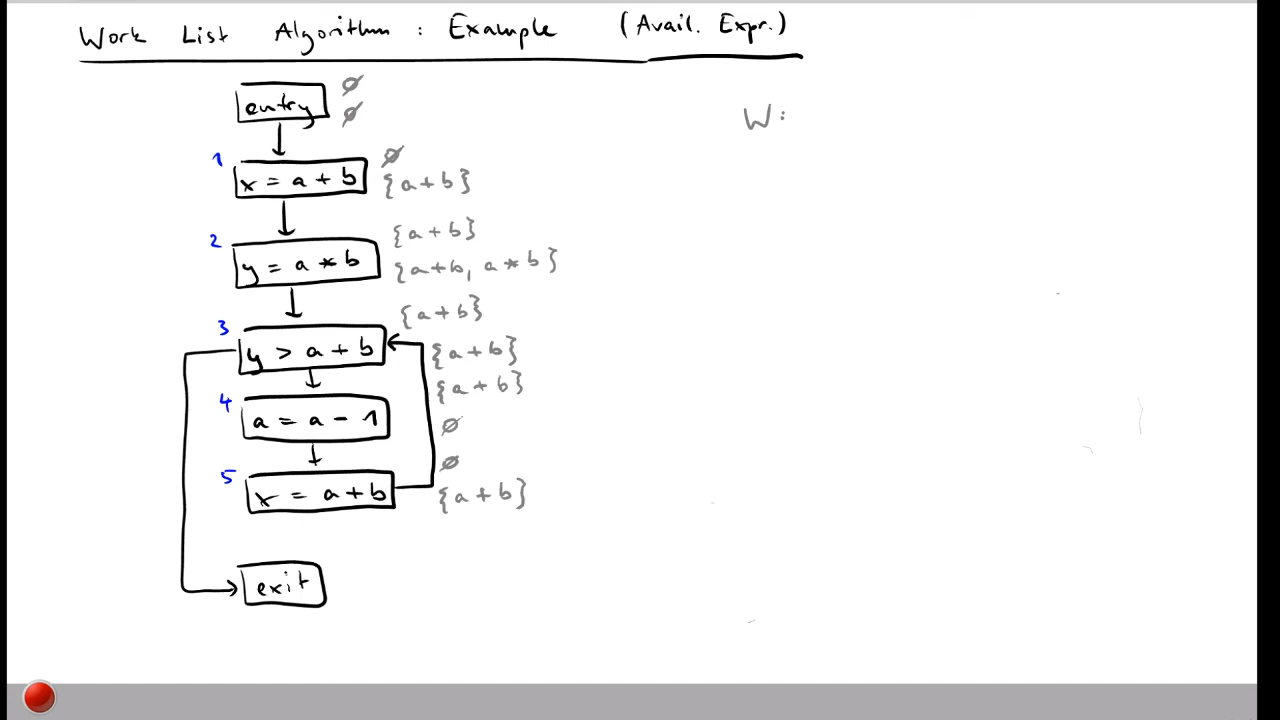 Work List Algorithm : Example (Avail. Expr.)
entry ∅
∅
W:
1 ∅
x = a + b {a+b}
2 {a+b}
y = a * b {a+b, a*b}
3 {a+b}
y > a + b {a+b}
4 {a+b}
a = a - 1 ∅
5 ∅
x = a + b {a+b}
exit